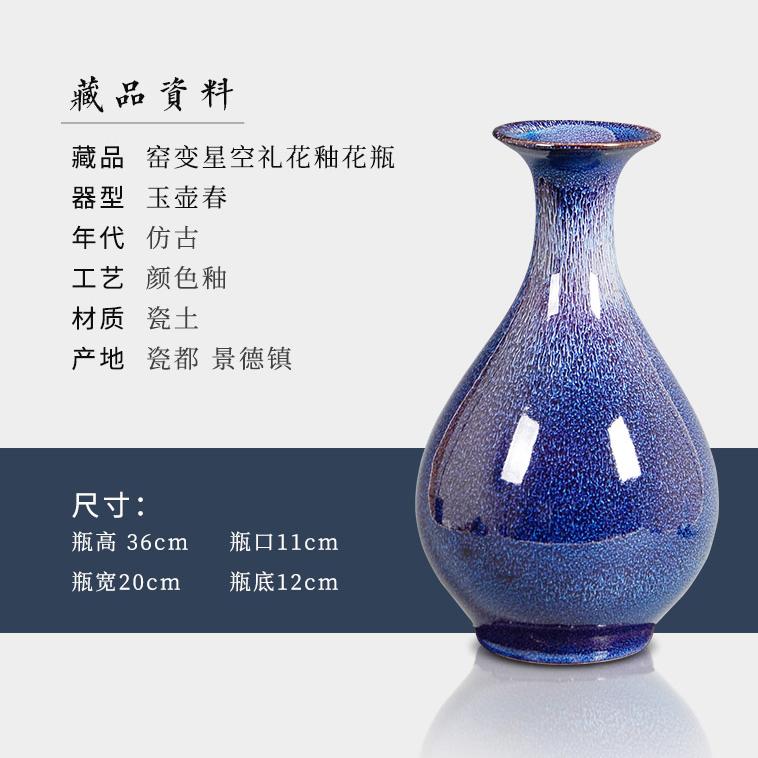 藏品資料
藏品 窑变星空礼花釉花瓶
器型 玉壶春
年代 仿古
工艺 颜色釉
材质 瓷土
产地 瓷都 景德镇
尺寸：
瓶高 36cm 瓶口11cm
瓶宽20cm 瓶底12cm